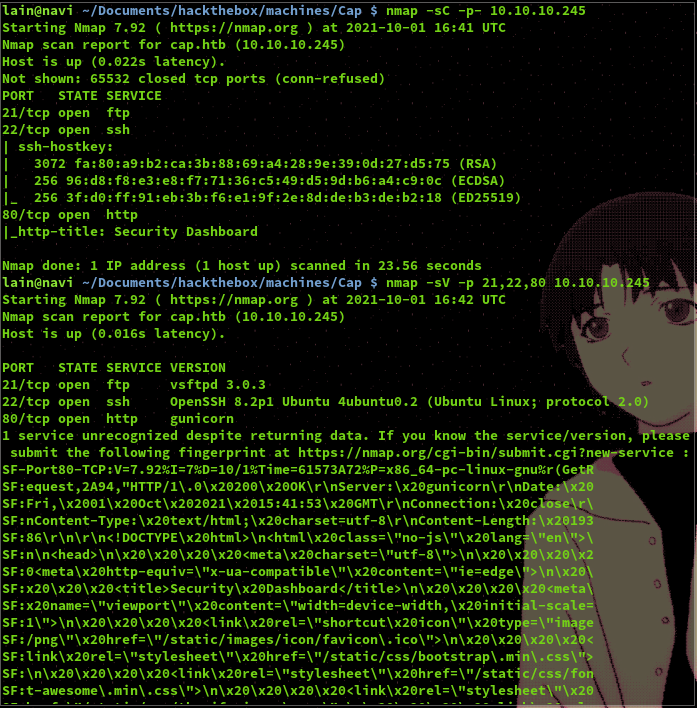 lain@navi ~/Documents/hackthebox/machines/Cap $ nmap -sC -p- 10.10.10.245
Starting Nmap 7.92 ( https://nmap.org ) at 2021-10-01 16:41 UTC
Nmap scan report for cap.htb (10.10.10.245)
Host is up (0.022s latency).
Not shown: 65532 closed tcp ports (conn-refused)
PORT   STATE SERVICE
21/tcp open  ftp
22/tcp open  ssh
| ssh-hostkey:
|   3072 fa:80:a9:b2:ca:3b:88:69:a4:28:9e:39:0d:27:d5:75 (RSA)
|   256 96:d8:f8:e3:e8:f7:71:36:c5:49:d5:9d:b6:a4:c9:0c (ECDSA)
|_  256 3f:d0:ff:91:eb:3b:f6:e1:9f:2e:8d:de:b3:de:b2:18 (ED25519)
80/tcp open  http
|_http-title: Security Dashboard
Nmap done: 1 IP address (1 host up) scanned in 23.56 seconds
lain@navi ~/Documents/hackthebox/machines/Cap $ nmap -sV -p 21,22,80 10.10.10.245
Starting Nmap 7.92 ( https://nmap.org ) at 2021-10-01 16:42 UTC
Nmap scan report for cap.htb (10.10.10.245)
Host is up (0.016s latency).
PORT   STATE SERVICE VERSION
21/tcp open  ftp     vsftpd 3.0.3
22/tcp open  ssh     OpenSSH 8.2p1 Ubuntu 4ubuntu0.2 (Ubuntu Linux; protocol 2.0)
80/tcp open  http    gunicorn
1 service unrecognized despite returning data. If you know the service/version, please
 submit the following fingerprint at https://nmap.org/cgi-bin/submit.cgi?new-service :
SF-Port80-TCP:V=7.92%I=7%D=10/1%Time=61573A72%P=x86_64-pc-linux-gnu%r(GetR
SF:equest,2A94,"HTTP/1\.0\x20200\x20OK\r\nServer:\x20gunicorn\r\nDate:\x20
SF:Fri,\x2001\x20Oct\x202021\x2015:41:53\x20GMT\r\nConnection:\x20close\r\
SF:nContent-Type:\x20text/html;\x20charset=utf-8\r\nContent-Length:\x20193
SF:86\r\n\r\n<!DOCTYPE\x20html>\n<html\x20class=\"no-js\"\x20lang=\"en\">\
SF:n\n<head>\n\x20\x20\x20\x20<meta\x20charset=\"utf-8\">\n\x20\x20\x20\x2
SF:0<meta\x20http-equiv=\"x-ua-compatible\"\x20content=\"ie=edge\">\n\x20\
SF:x20\x20\x20<title>Security\x20Dashboard</title>\n\x20\x20\x20\x20<meta\
SF:x20name=\"viewport\"\x20content=\"width=device-width,\x20initial-scale=
SF:1\">\n\x20\x20\x20\x20<link\x20rel=\"shortcut\x20icon\"\x20type=\"image
SF:/png\"\x20href=\"/static/images/icon/favicon\.ico\">\n\x20\x20\x20\x20<
SF:link\x20rel=\"stylesheet\"\x20href=\"/static/css/bootstrap\.min\.css\">
SF:\n\x20\x20\x20\x20<link\x20rel=\"stylesheet\"\x20href=\"/static/css/fon
SF:t-awesome\.min\.css\">\n\x20\x20\x20\x20<link\x20rel=\"stylesheet\"\x20